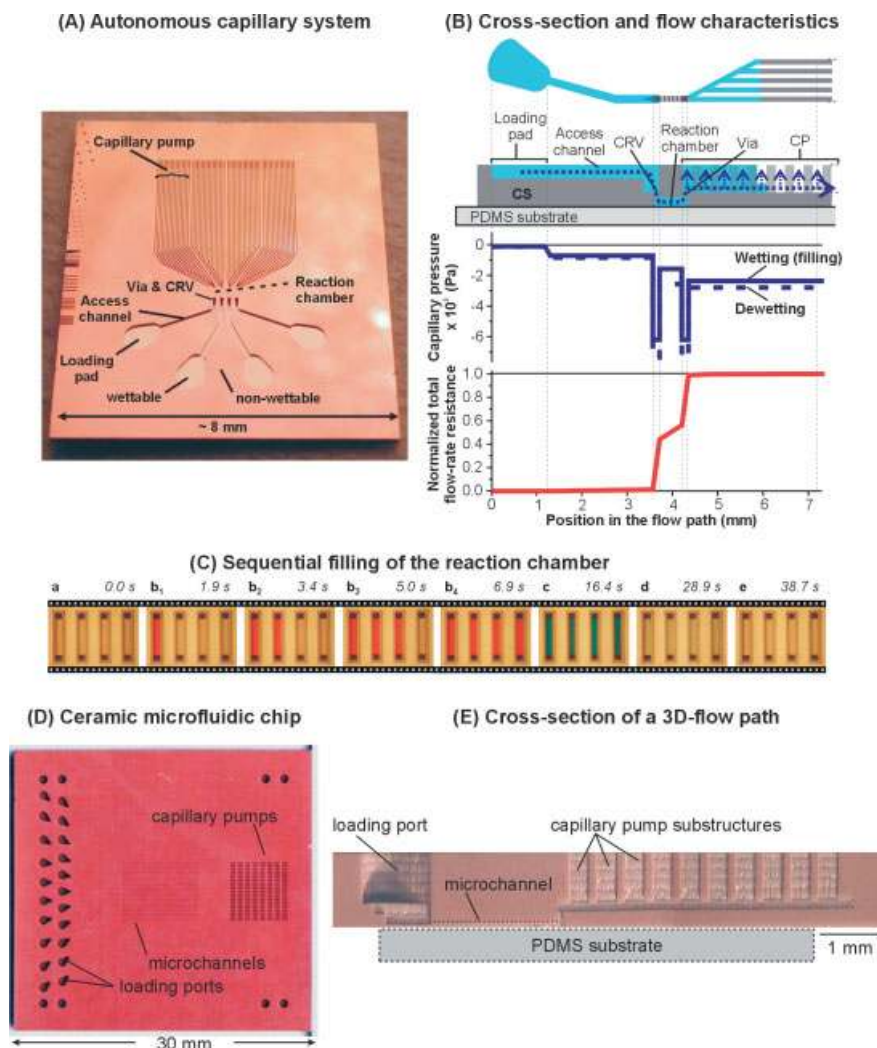 (A) Autonomous capillary system
Capillary pump
Via & CRV
Reaction
chamber
Access
channel
Loading
pad
wettable
non-wettable
~ 8 mm
(B) Cross-section and flow characteristics
Loading
pad
Access
channel
CRV
Reaction
chamber
Via
CP
CS
PDMS substrate
Capillary pressure
x 10³ (Pa)
0
-2
-4
-6
Wetting (filling)
Dewetting
Normalized total
flow-rate resistance
1.0
0.8
0.6
0.4
0.2
0.0
0 1 2 3 4 5 6 7
Position in the flow path (mm)
(C) Sequential filling of the reaction chamber
a 0.0 s b₁ 1.9 s b₂ 3.4 s b₃ 5.0 s b₄ 6.9 s c 16.4 s d 28.9 s e 38.7 s
(D) Ceramic microfluidic chip
capillary pumps
microchannels
loading ports
30 mm
(E) Cross-section of a 3D-flow path
loading port
capillary pump substructures
microchannel
PDMS substrate
1 mm